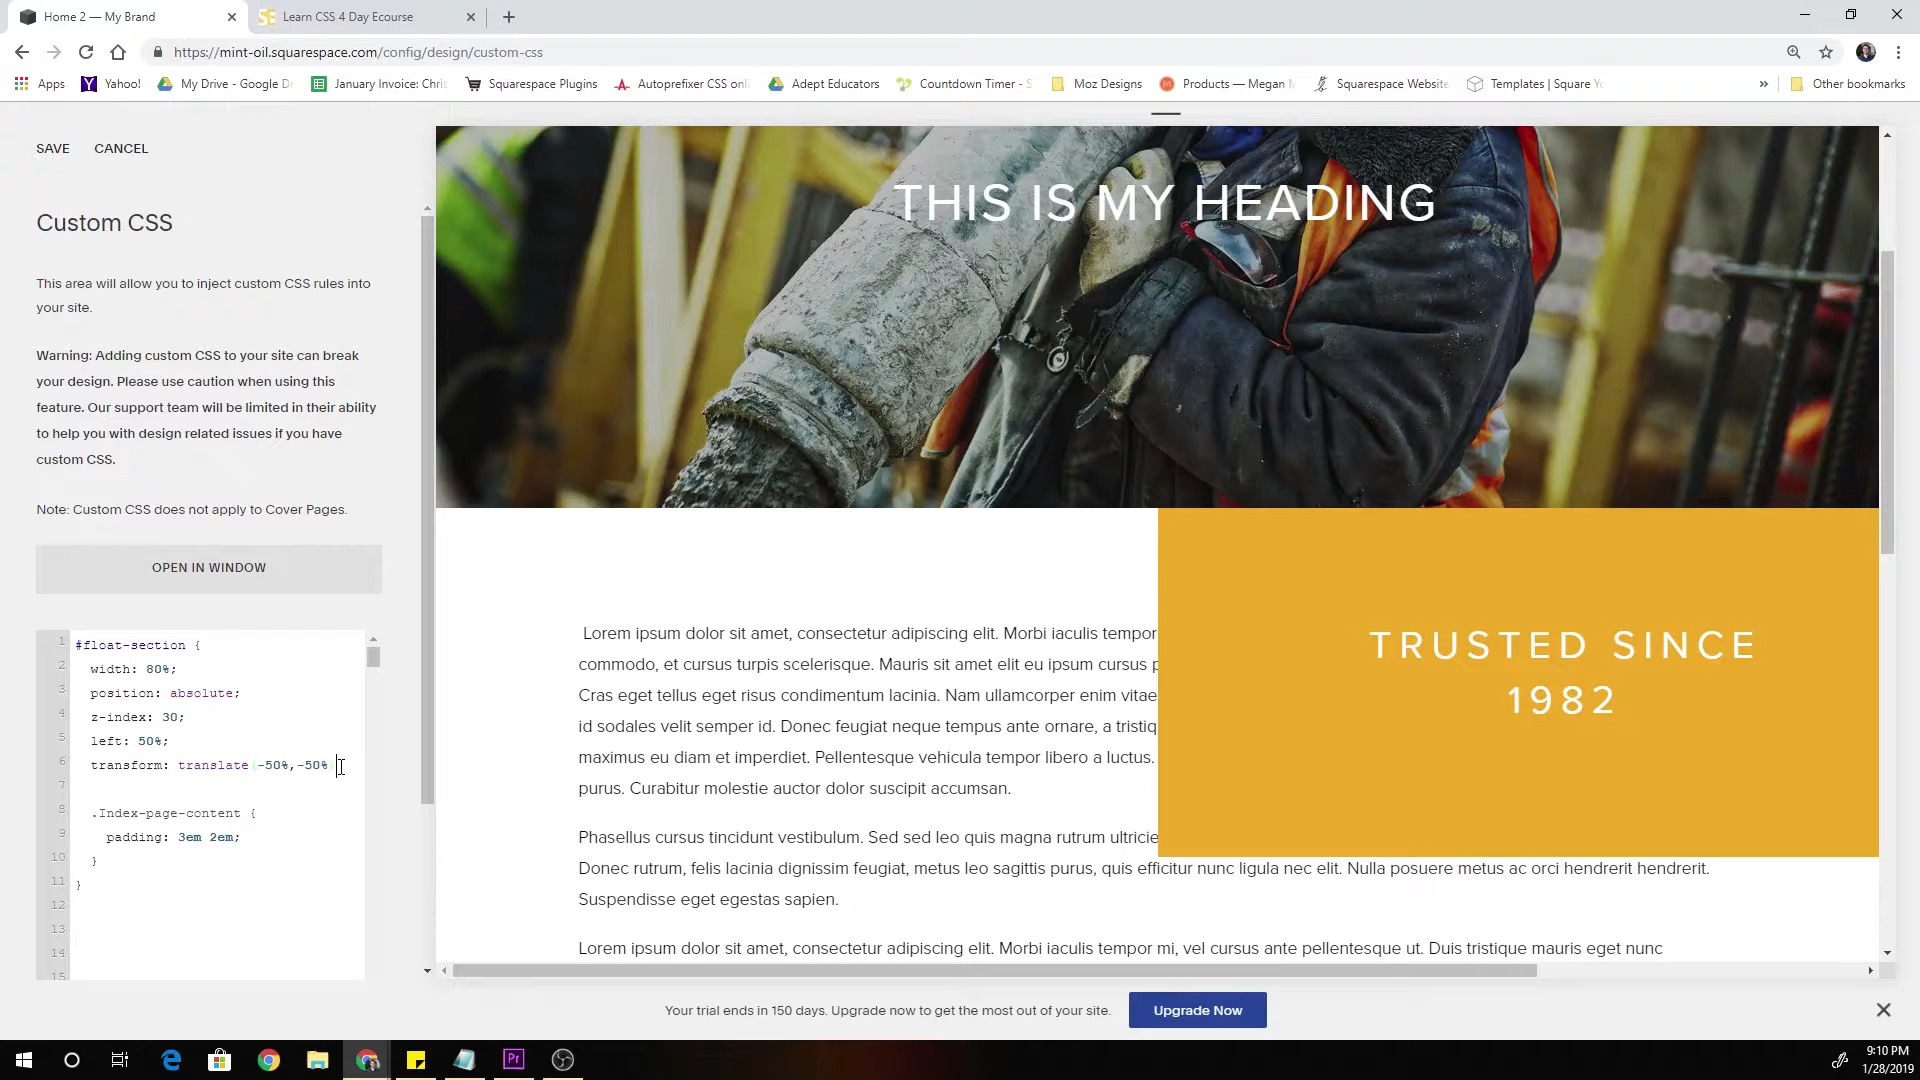 Home 2 — My Brand
Learn CSS 4 Day Ecourse
https://mint-oil.squarespace.com/config/design/custom-css
Apps
Yahoo!
My Drive - Google Dr
January Invoice: Chris
Squarespace Plugins
Autoprefixer CSS onli
Adept Educators
Countdown Timer - S
Moz Designs
Products — Megan M
Squarespace Website
Templates | Square Yo
»
Other bookmarks
SAVE
CANCEL
Custom CSS
This area will allow you to inject custom CSS rules into
your site.
Warning: Adding custom CSS to your site can break
your design. Please use caution when using this
feature. Our support team will be limited in their ability
to help you with design related issues if you have
custom CSS.
Note: Custom CSS does not apply to Cover Pages.
OPEN IN WINDOW
1 #float-section {
2 width: 80%;
3 position: absolute;
4 z-index: 30;
5 left: 50%;
6 transform: translate(-50%,-50%)
7
8 .Index-page-content {
9 padding: 3em 2em;
10 }
11 }
12
13
14
15
THIS IS MY HEADING
TRUSTED SINCE
1982
Lorem ipsum dolor sit amet, consectetur adipiscing elit. Morbi iaculis tempor
commodo, et cursus turpis scelerisque. Mauris sit amet elit eu ipsum cursus p
Cras eget tellus eget risus condimentum lacinia. Nam ullamcorper enim vitae
id sodales velit semper id. Donec feugiat neque tempus ante ornare, a tristiq
maximus eu diam et imperdiet. Pellentesque vehicula tempor libero a luctus.
purus. Curabitur molestie auctor dolor suscipit accumsan.
Phasellus cursus tincidunt vestibulum. Sed sed leo quis magna rutrum ultricie
Donec rutrum, felis lacinia dignissim feugiat, metus leo sagittis purus, quis efficitur nunc ligula nec elit. Nulla posuere metus ac orci hendrerit hendrerit.
Suspendisse eget egestas sapien.
Lorem ipsum dolor sit amet, consectetur adipiscing elit. Morbi iaculis tempor mi, vel cursus ante pellentesque ut. Duis tristique mauris eget nunc
Your trial ends in 150 days. Upgrade now to get the most out of your site.
Upgrade Now
Pr
9:10 PM
1/28/2019